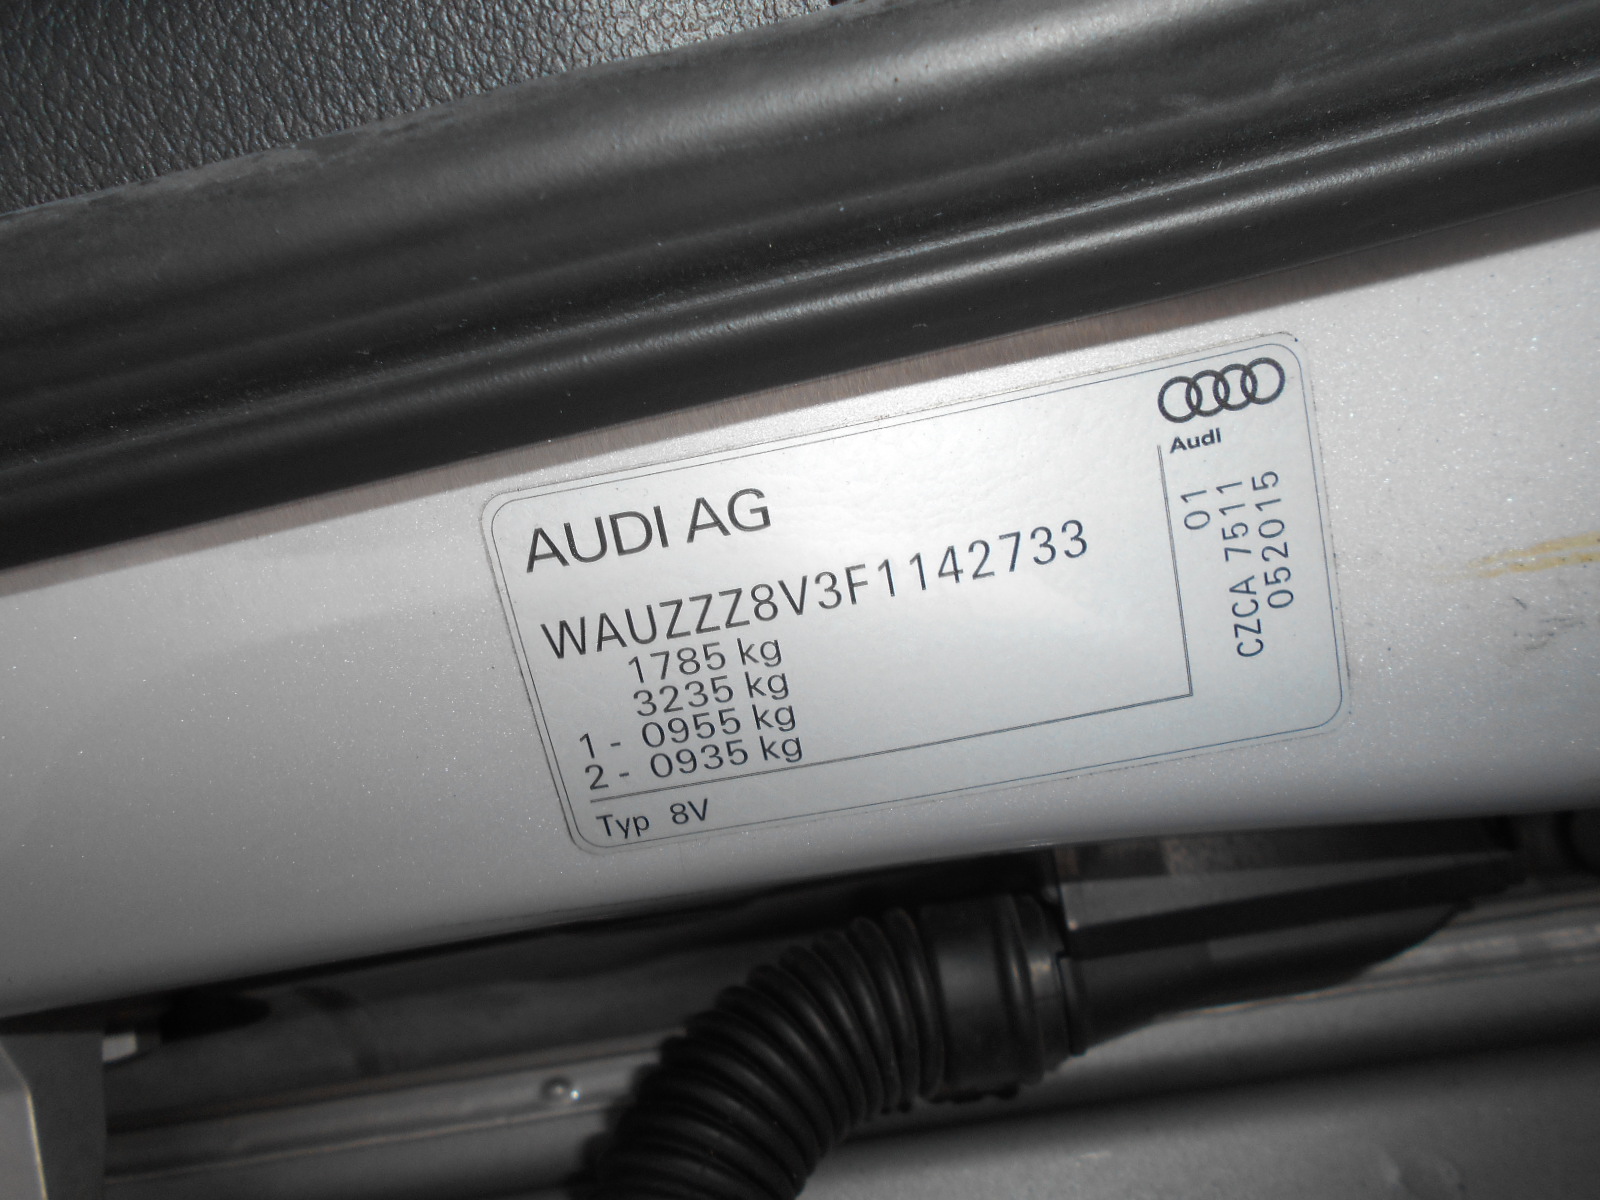 AUDI AG
WAUZZZ8V3F1142733
1785 kg
3235 kg
1 - 0955 kg
2 - 0935 kg
Typ 8V
Audi
01
CZCA 7511
052015